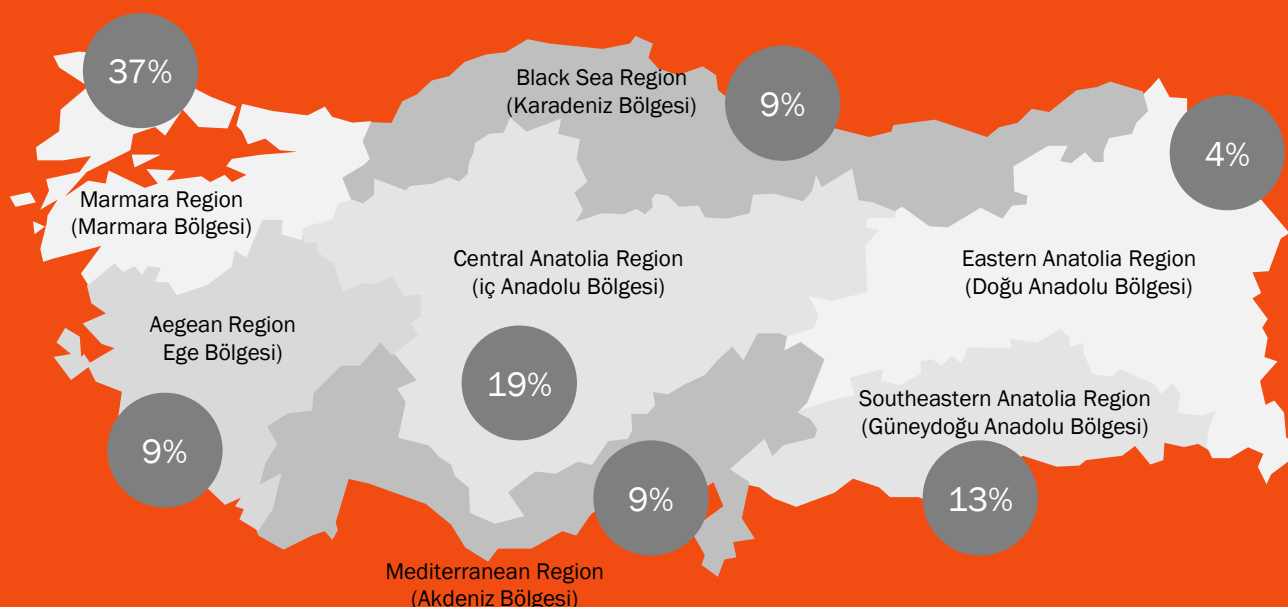 37%
Black Sea Region
(Karadeniz Bölgesi)
9%
4%
Marmara Region
(Marmara Bölgesi)
Central Anatolia Region
(iç Anadolu Bölgesi)
Eastern Anatolia Region
(Doğu Anadolu Bölgesi)
Aegean Region
Ege Bölgesi)
19%
Southeastern Anatolia Region
(Güneydoğu Anadolu Bölgesi)
9%
9%
13%
Mediterranean Region
(Akdeniz Bölgesi)